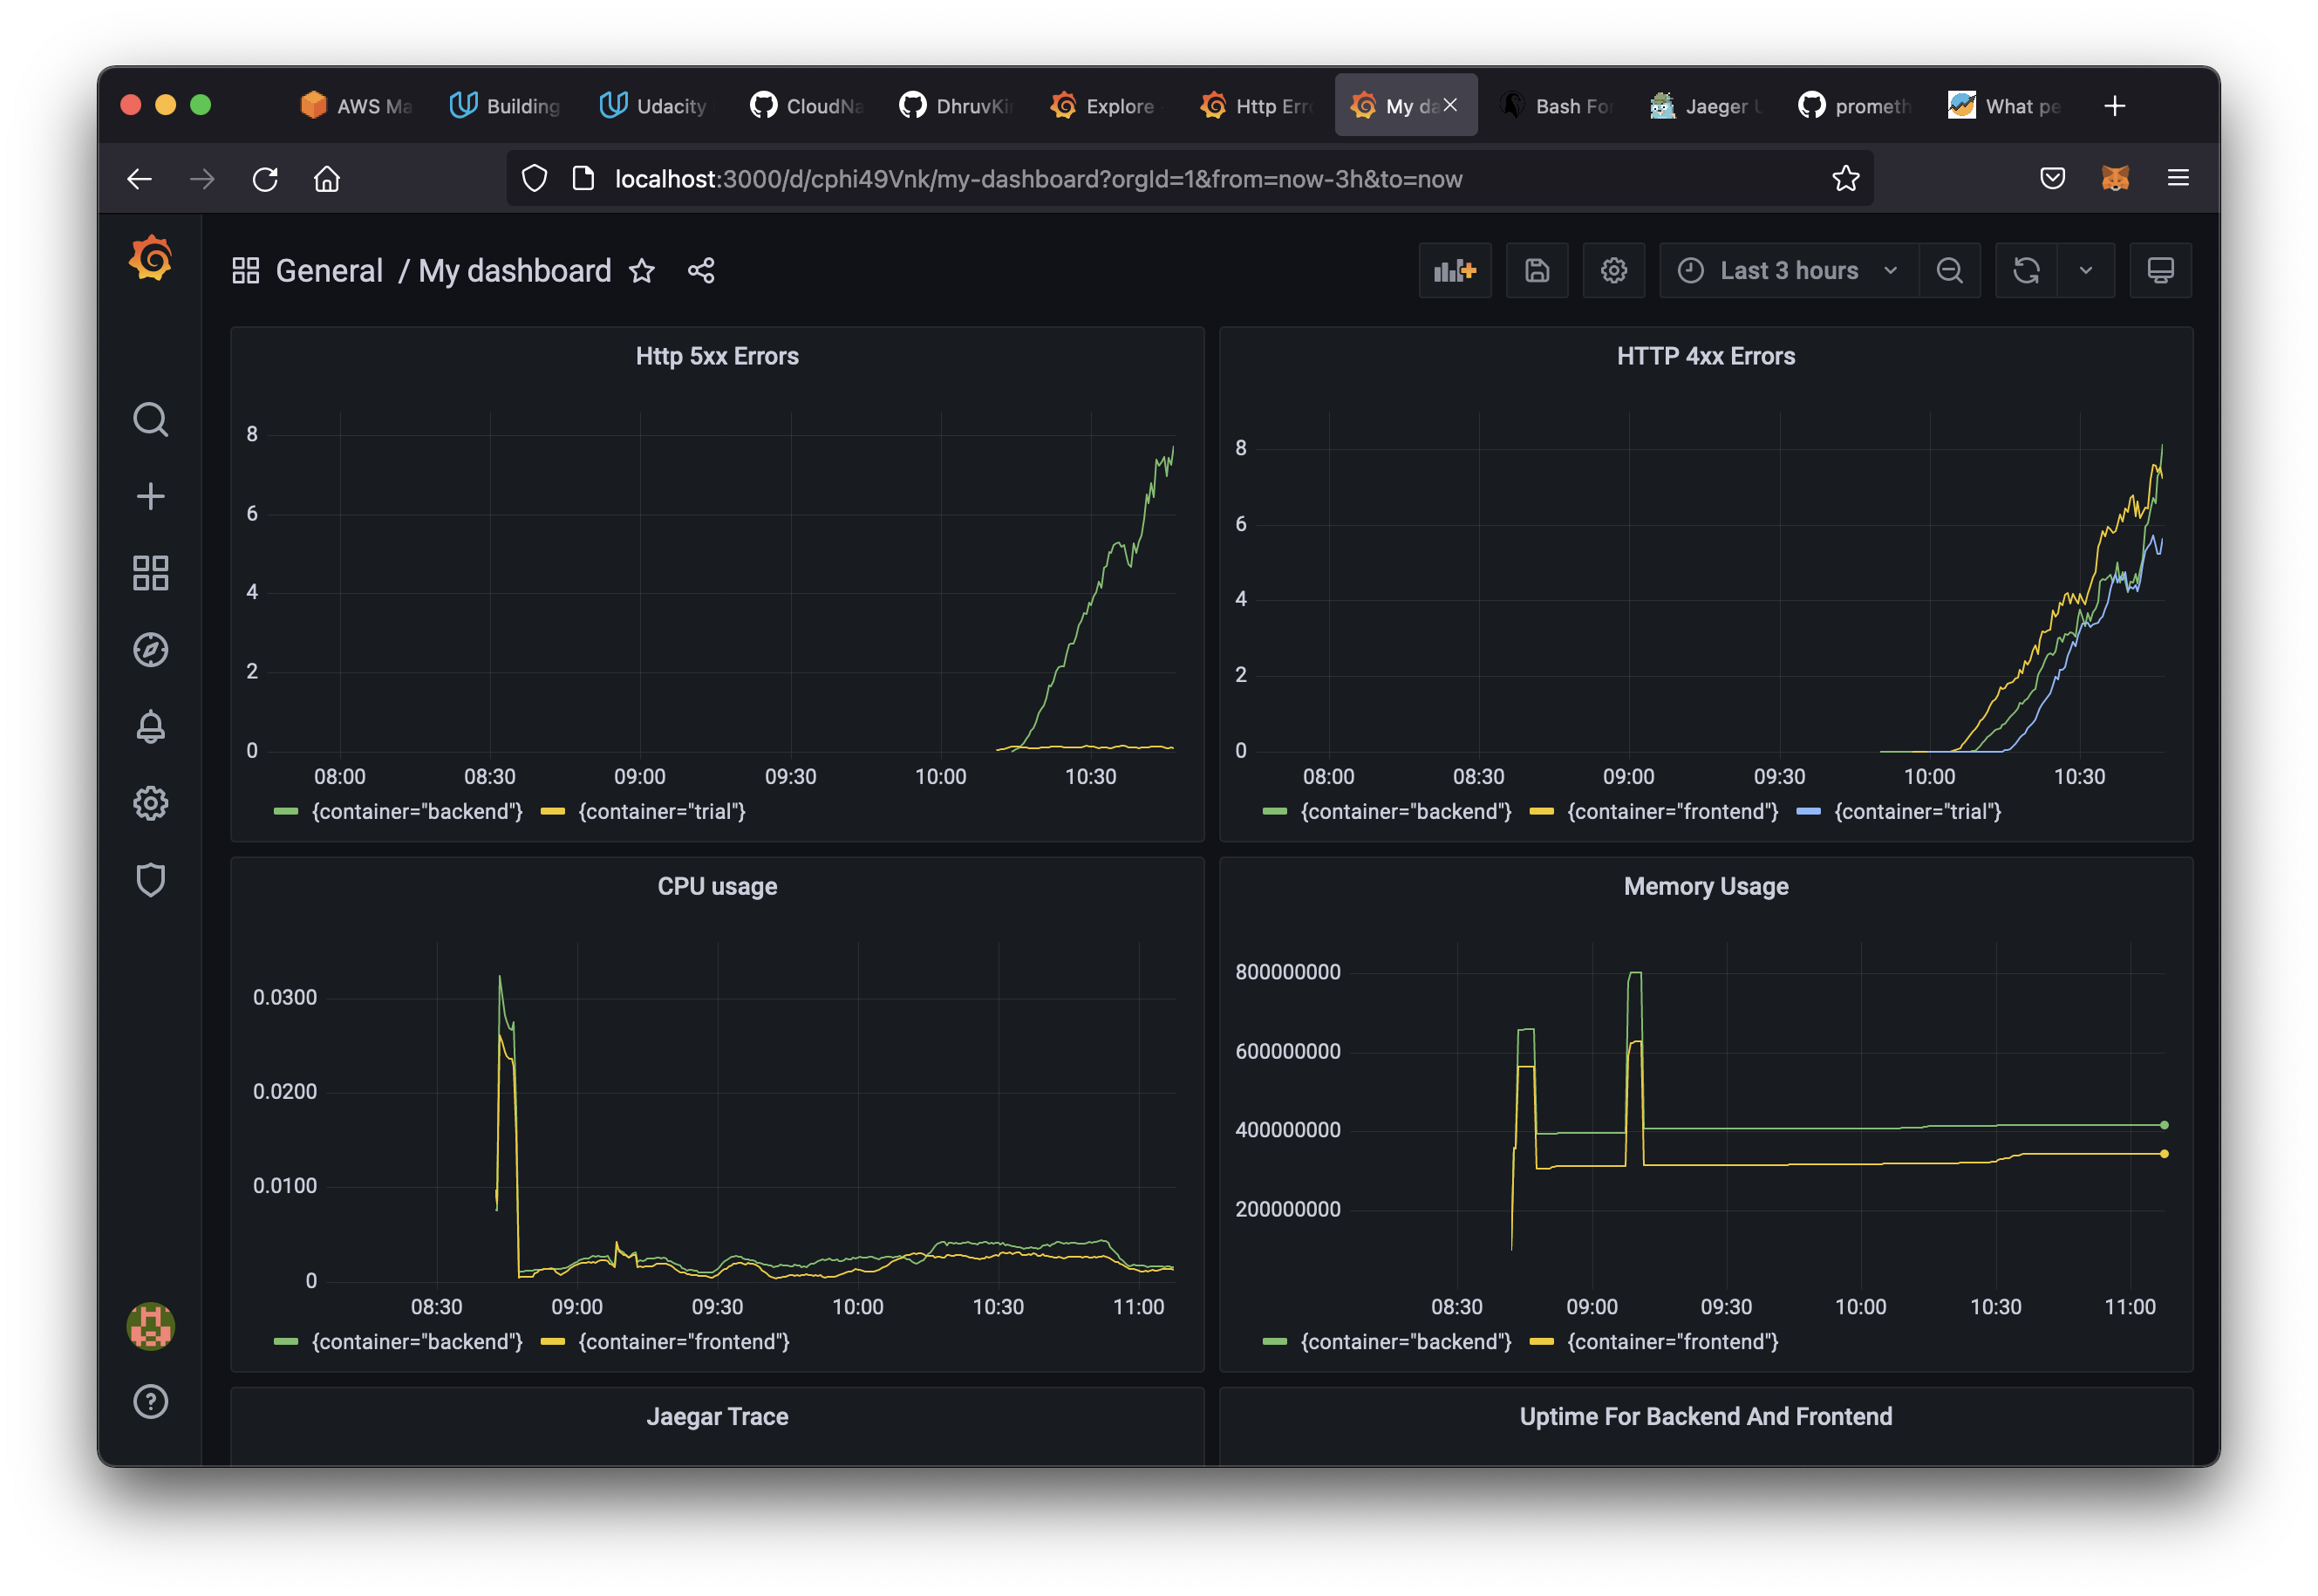 AWS Ma Building Udacity CloudNa DhruvKi Explore Http Erro My da Bash For Jaeger U prometh What pe
localhost:3000/d/cphi49Vnk/my-dashboard?orgId=1&from=now-3h&to=now
General / My dashboard
Last 3 hours
Http 5xx Errors
8
6
4
2
0
08:00 08:30 09:00 09:30 10:00 10:30
{container="backend"} {container="trial"}
HTTP 4xx Errors
8
6
4
2
0
08:00 08:30 09:00 09:30 10:00 10:30
{container="backend"} {container="frontend"} {container="trial"}
CPU usage
0.0300
0.0200
0.0100
0
08:30 09:00 09:30 10:00 10:30 11:00
{container="backend"} {container="frontend"}
Memory Usage
800000000
600000000
400000000
200000000
08:30 09:00 09:30 10:00 10:30 11:00
{container="backend"} {container="frontend"}
Jaegar Trace
Uptime For Backend And Frontend